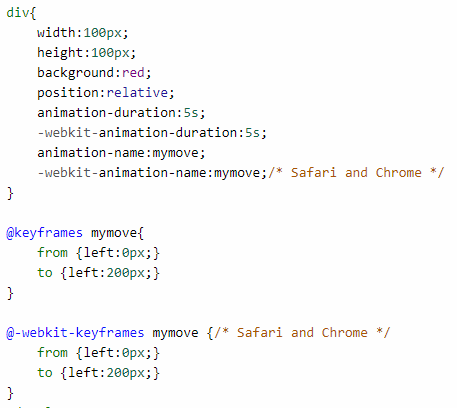 div{
    width:100px;
    height:100px;
    background:red;
    position:relative;
    animation-duration:5s;
    -webkit-animation-duration:5s;
    animation-name:mymove;
    -webkit-animation-name:mymove;/* Safari and Chrome */
}

@keyframes mymove{
    from {left:0px;}
    to {left:200px;}
}

@-webkit-keyframes mymove {/* Safari and Chrome */
    from {left:0px;}
    to {left:200px;}
}